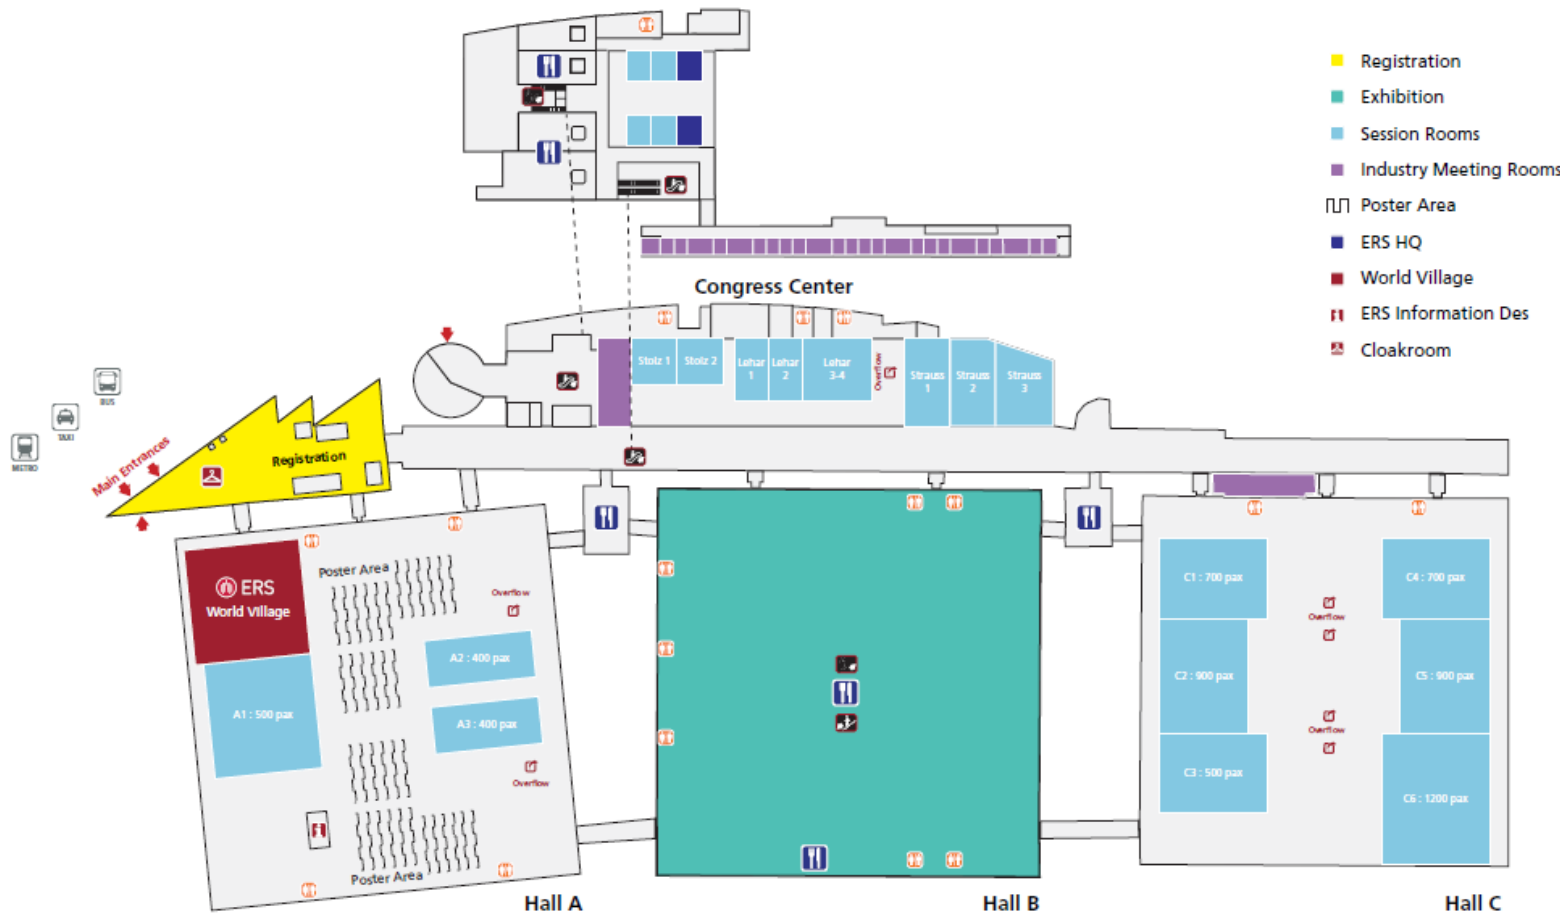 Registration
Exhibition
Session Rooms
Industry Meeting Rooms
Poster Area
ERS HQ
World Village
ERS Information Des
Cloakroom
Congress Center
Stolz 1
Stolz 2
Lehar
1
Lehar
2
Lehar
3-4
Overflow
Strauss
1
Strauss
2
Strauss
3
BUS
TAXI
METRO
Main Entrances
Registration
ERS
World Village
Poster Area
Overflow
A1 : 500 pax
A2 : 400 pax
A3 : 400 pax
Overflow
Poster Area
Hall A
Hall B
C1 : 700 pax
C4 : 700 pax
Overflow
C2 : 900 pax
C5 : 900 pax
Overflow
C3 : 500 pax
C6 : 1200 pax
Hall C